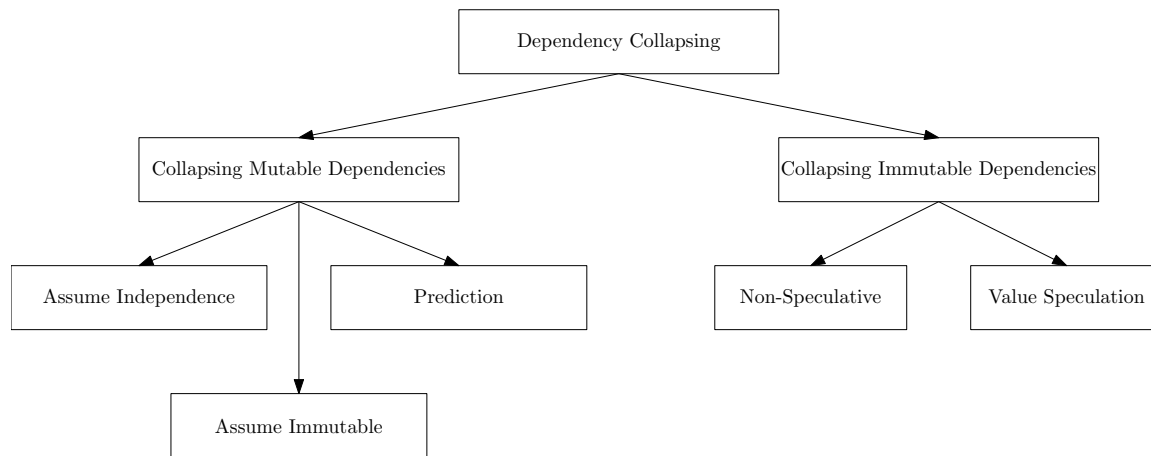 Dependency Collapsing
Collapsing Mutable Dependencies
Collapsing Immutable Dependencies
Assume Independence
Prediction
Non-Speculative
Value Speculation
Assume Immutable